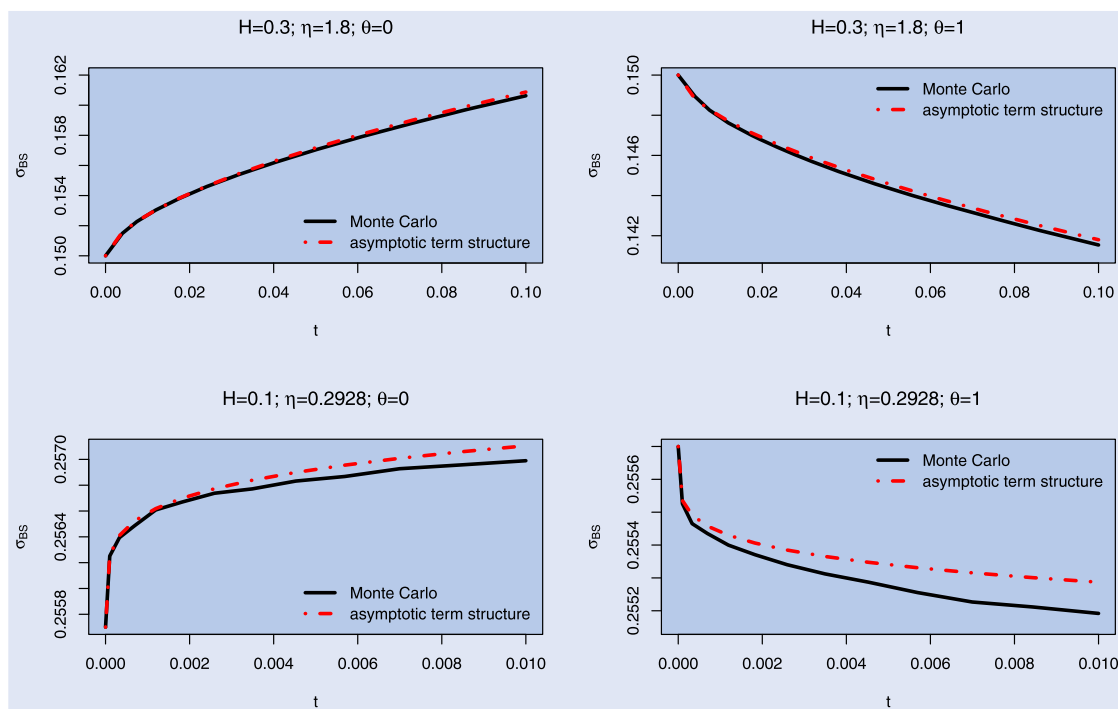 H=0.3; η=1.8; θ=0
0.162
0.158
0.154
0.150
σBS
Monte Carlo
asymptotic term structure
0.00 0.02 0.04 0.06 0.08 0.10
t
H=0.3; η=1.8; θ=1
0.150
0.146
0.142
σBS
Monte Carlo
asymptotic term structure
0.00 0.02 0.04 0.06 0.08 0.10
t
H=0.1; η=0.2928; θ=0
0.2570
0.2564
0.2558
σBS
Monte Carlo
asymptotic term structure
0.000 0.002 0.004 0.006 0.008 0.010
t
H=0.1; η=0.2928; θ=1
0.2556
0.2554
0.2552
σBS
Monte Carlo
asymptotic term structure
0.000 0.002 0.004 0.006 0.008 0.010
t